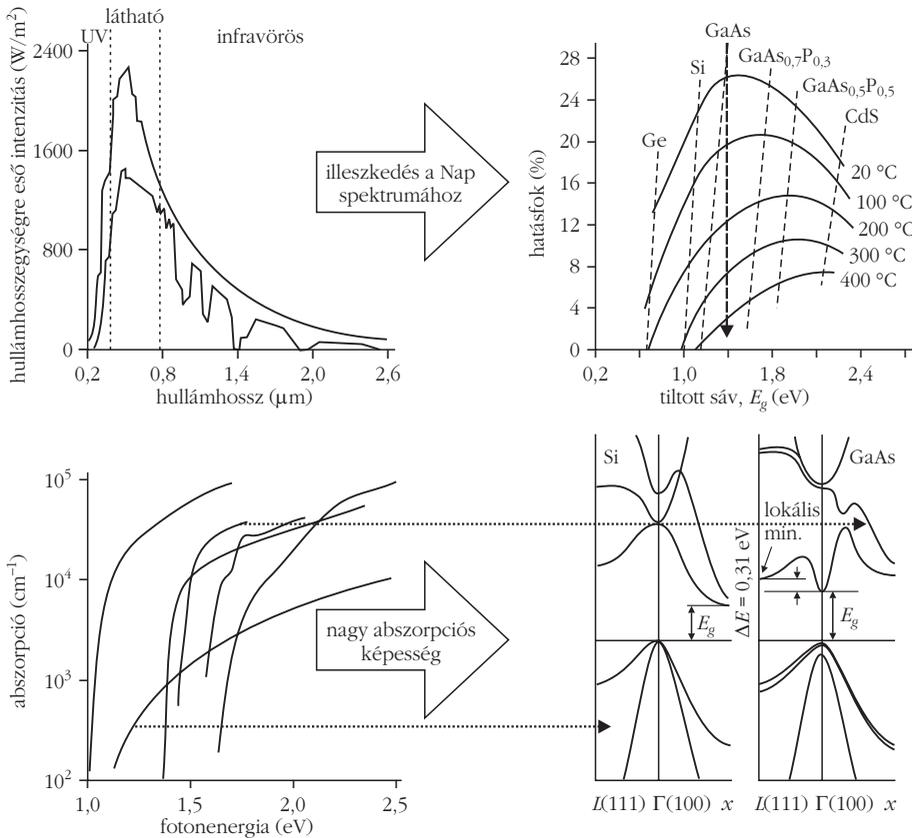 hullámhosszegységre eső intenzitás (W/m²)
UV
látható
infravörös
2400
1600
800
0
0,2
0,8
1,4
2,0
2,6
hullámhossz (μm)
illeszkedés a Nap
spektrumához
hatásfok (%)
28
24
20
16
12
8
4
0
0,2
1,0
1,8
2,4
tiltott sáv, E_g (eV)
Ge
Si
GaAs
GaAs₀,₇P₀,₃
GaAs₀,₅P₀,₅
CdS
20 °C
100 °C
200 °C
300 °C
400 °C
abszorpció (cm⁻¹)
10⁵
10⁴
10³
10²
1,0
1,5
2,0
2,5
fotonenergia (eV)
nagy abszorpciós
képesség
Si
E_g
L(111) Γ(100) x
GaAs
lokális
min.
ΔE = 0,31 eV
E_g
L(111) Γ(100) x